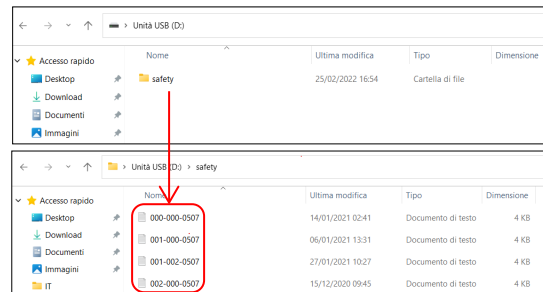 Unità USB (D:)
Nome Ultima modifica Tipo Dimensione
Accesso rapido
Desktop safety 25/02/2022 16:54 Cartella di file
Download
Documenti
Immagini
Unità USB (D:) safety
Nome Ultima modifica Tipo Dimensione
Accesso rapido
Desktop 000-000-0507 14/01/2021 02:41 Documento di testo 4 KB
Download 001-000-0507 06/01/2021 13:31 Documento di testo 4 KB
Documenti 001-002-0507 27/01/2021 10:27 Documento di testo 4 KB
Immagini
IT 002-000-0507 15/12/2020 09:45 Documento di testo 4 KB